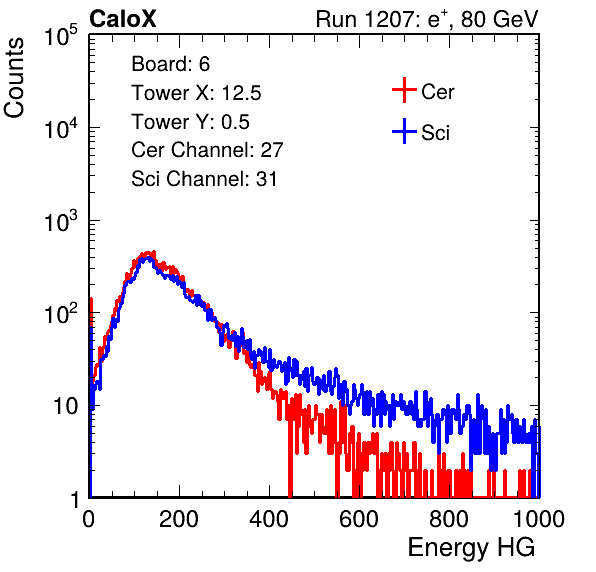 CaloX Run 1207: e⁺, 80 GeV
Counts
10⁵
10⁴
10³
10²
10
1
Board: 6
Tower X: 12.5
Tower Y: 0.5
Cer Channel: 27
Sci Channel: 31
Cer
Sci
0 200 400 600 800 1000
Energy HG